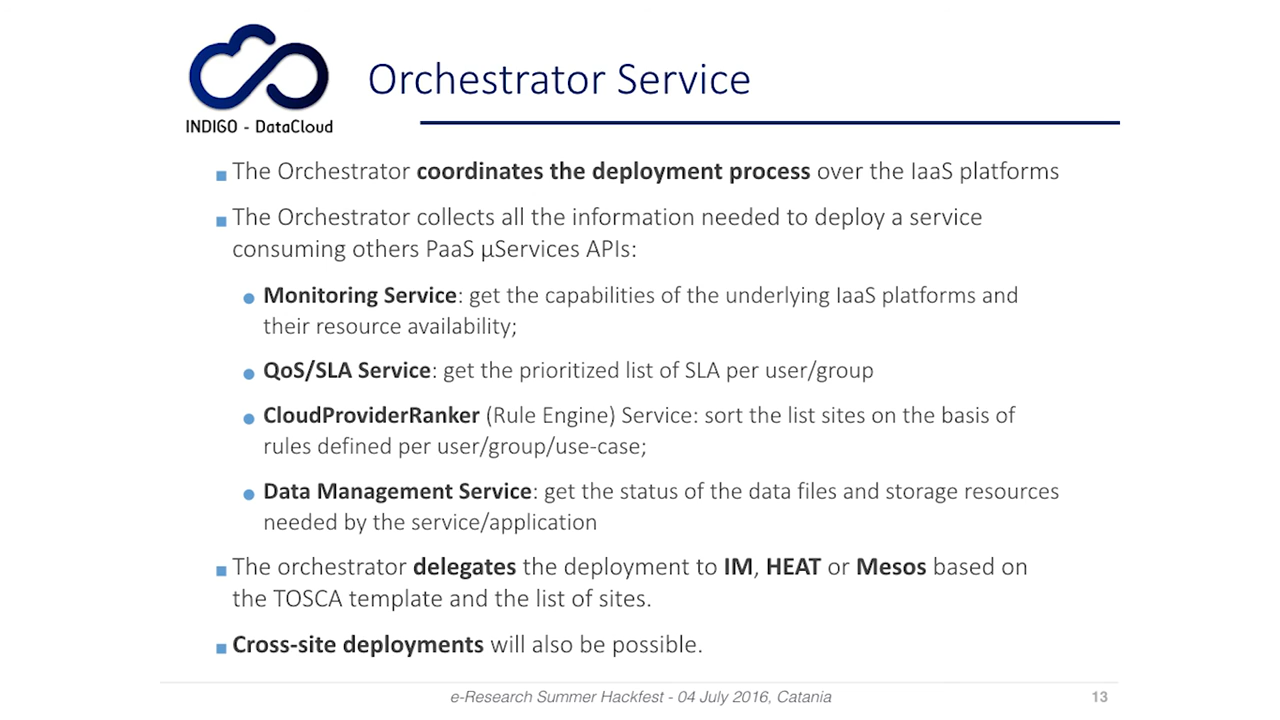 Orchestrator Service
INDIGO - DataCloud
The Orchestrator coordinates the deployment process over the IaaS platforms
The Orchestrator collects all the information needed to deploy a service
consuming others PaaS µServices APIs:
Monitoring Service: get the capabilities of the underlying IaaS platforms and
their resource availability;
QoS/SLA Service: get the prioritized list of SLA per user/group
CloudProviderRanker (Rule Engine) Service: sort the list sites on the basis of
rules defined per user/group/use-case;
Data Management Service: get the status of the data files and storage resources
needed by the service/application
The orchestrator delegates the deployment to IM, HEAT or Mesos based on
the TOSCA template and the list of sites.
Cross-site deployments will also be possible.
e-Research Summer Hackfest - 04 July 2016, Catania
13